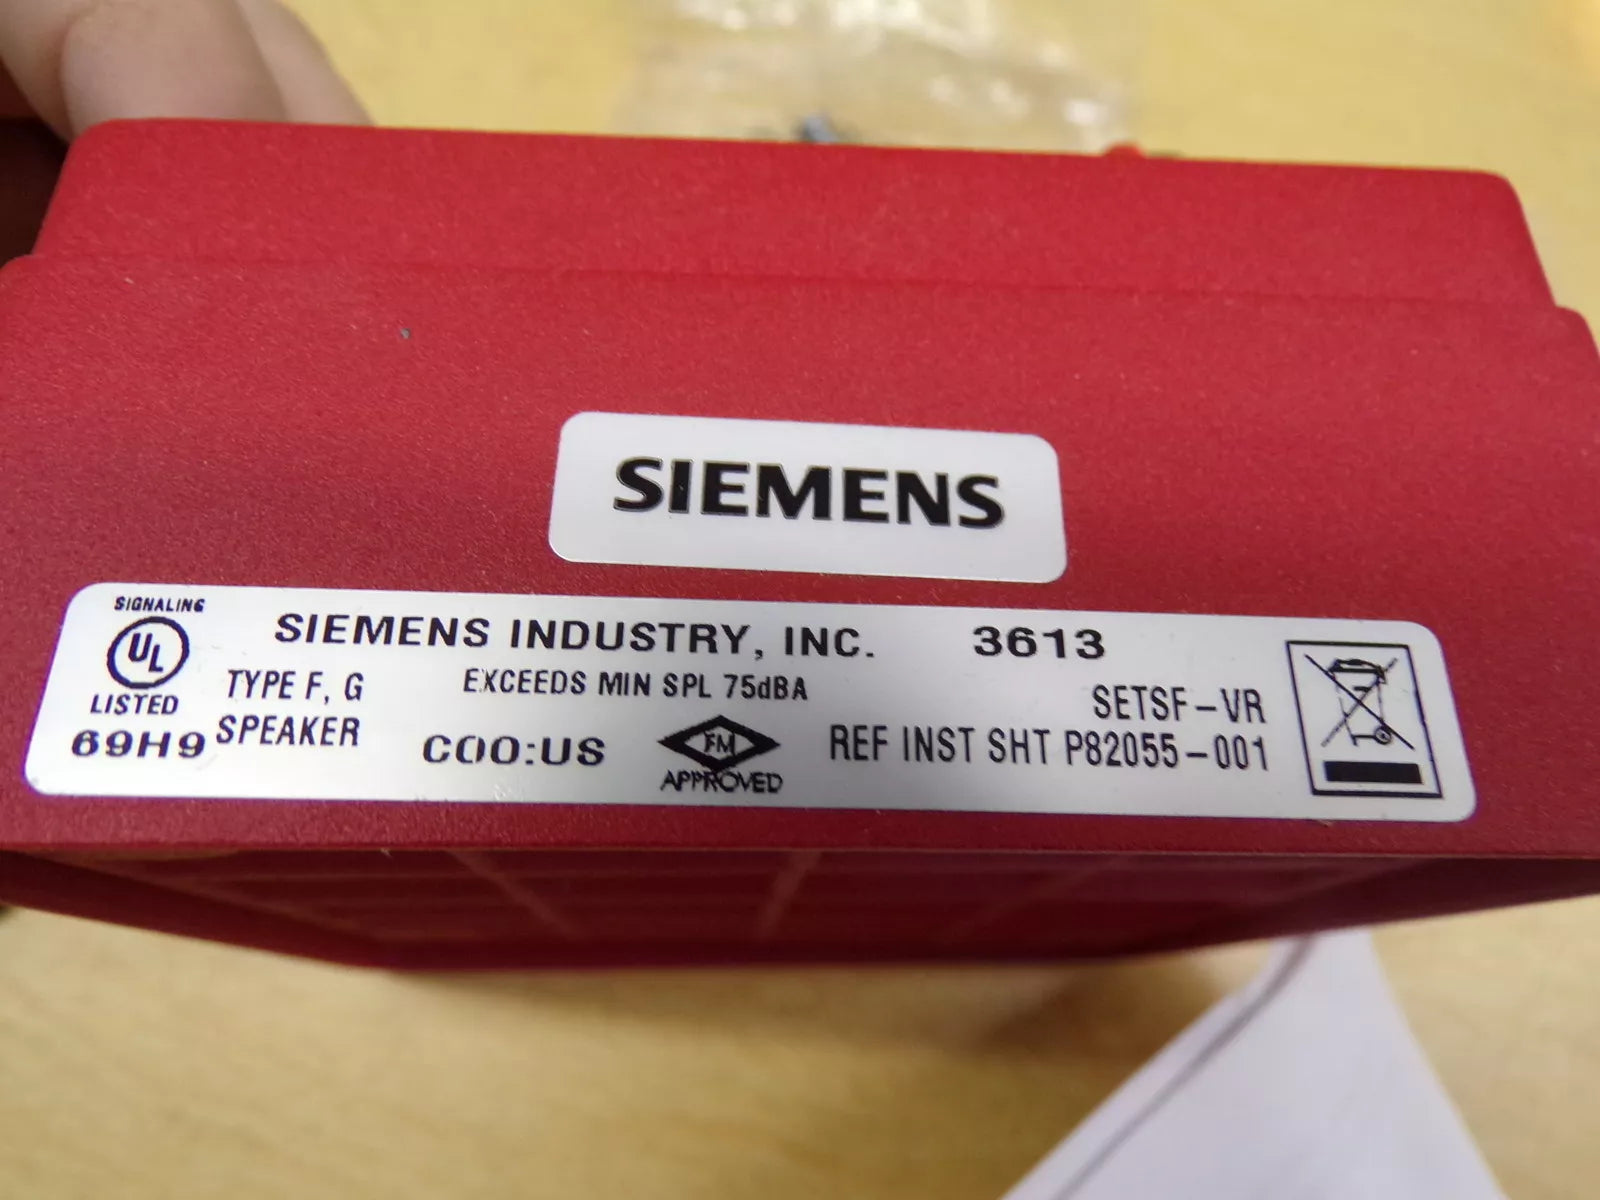 SIEMENS
SIGNALING
UL
LISTED
69H9
TYPE F, G
SPEAKER
SIEMENS INDUSTRY, INC. 3613
EXCEEDS MIN SPL 75dBA
COO:US
FM
APPROVED
SETSF-VR
REF INST SHT P82055-001